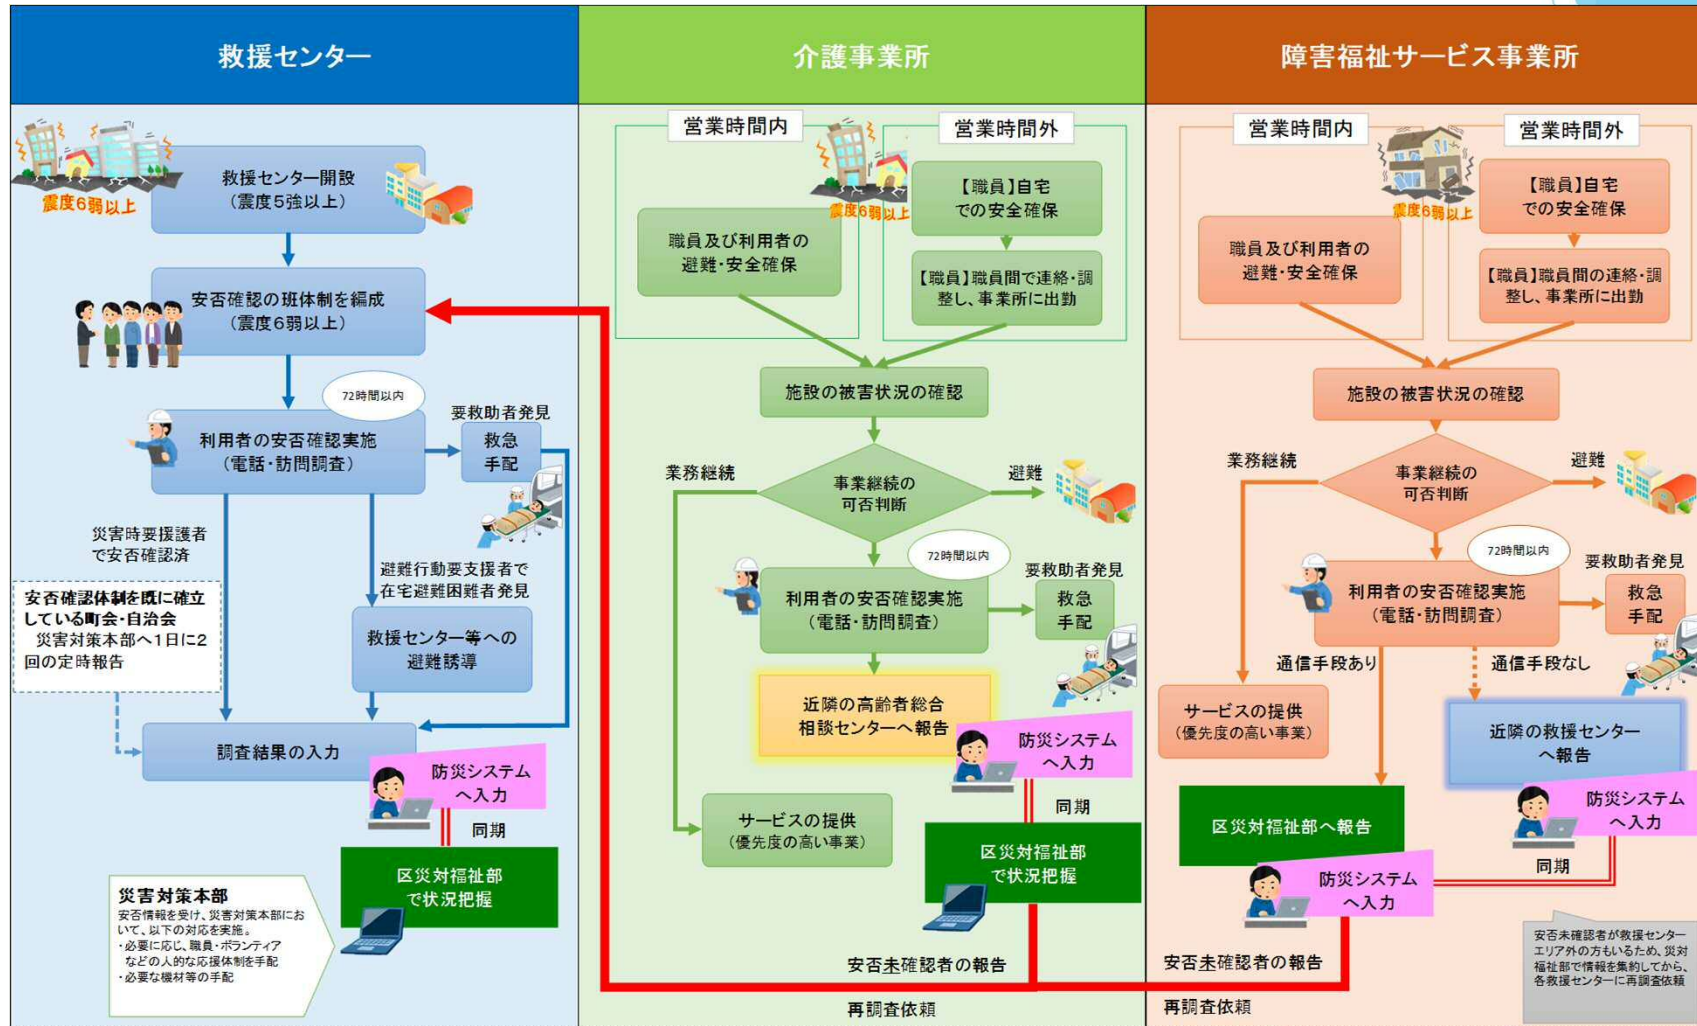 救援センター
介護事業所
障害福祉サービス事業所
震度6弱以上
救援センター開設
(震度5強以上)
安否確認の班体制を編成
(震度6弱以上)
72時間以内
利用者の安否確認実施
(電話・訪問調査)
要救助者発見
救急
手配
災害時要援護者
で安否確認済
避難行動要支援者で
在宅避難困難者発見
安否確認体制を既に確立
している町会・自治会
災害対策本部へ1日に2
回の定時報告
救援センター等への
避難誘導
調査結果の入力
防災システム
へ入力
同期
区災対福祉部
で状況把握
災害対策本部
安否情報を受け、災害対策本部にお
いて、以下の対応を実施。
・必要に応じ、職員・ボランティア
などの人的な応援体制を手配
・必要な機材等の手配
営業時間内
営業時間外
震度6弱以上
職員及び利用者の
避難・安全確保
【職員】自宅
での安全確保
【職員】職員間で連絡・調
整し、事業所に出勤
施設の被害状況の確認
業務継続
事業継続の
可否判断
避難
72時間以内
利用者の安否確認実施
(電話・訪問調査)
要救助者発見
救急
手配
近隣の高齢者総合
相談センターへ報告
防災システム
へ入力
同期
サービスの提供
(優先度の高い事業)
区災対福祉部
で状況把握
安否未確認者の報告
再調査依頼
営業時間内
営業時間外
震度6弱以上
職員及び利用者の
避難・安全確保
【職員】自宅
での安全確保
【職員】職員間の連絡・調
整し、事業所に出勤
施設の被害状況の確認
業務継続
事業継続の
可否判断
避難
72時間以内
利用者の安否確認実施
(電話・訪問調査)
要救助者発見
救急
手配
通信手段あり
通信手段なし
サービスの提供
(優先度の高い事業)
近隣の救援センター
へ報告
区災対福祉部へ報告
防災システム
へ入力
同期
防災システム
へ入力
安否未確認者の報告
再調査依頼
安否未確認者が救援センター
エリア外の方もいるため、災対
福祉部で情報を集約してから、
各救援センターに再調査依頼